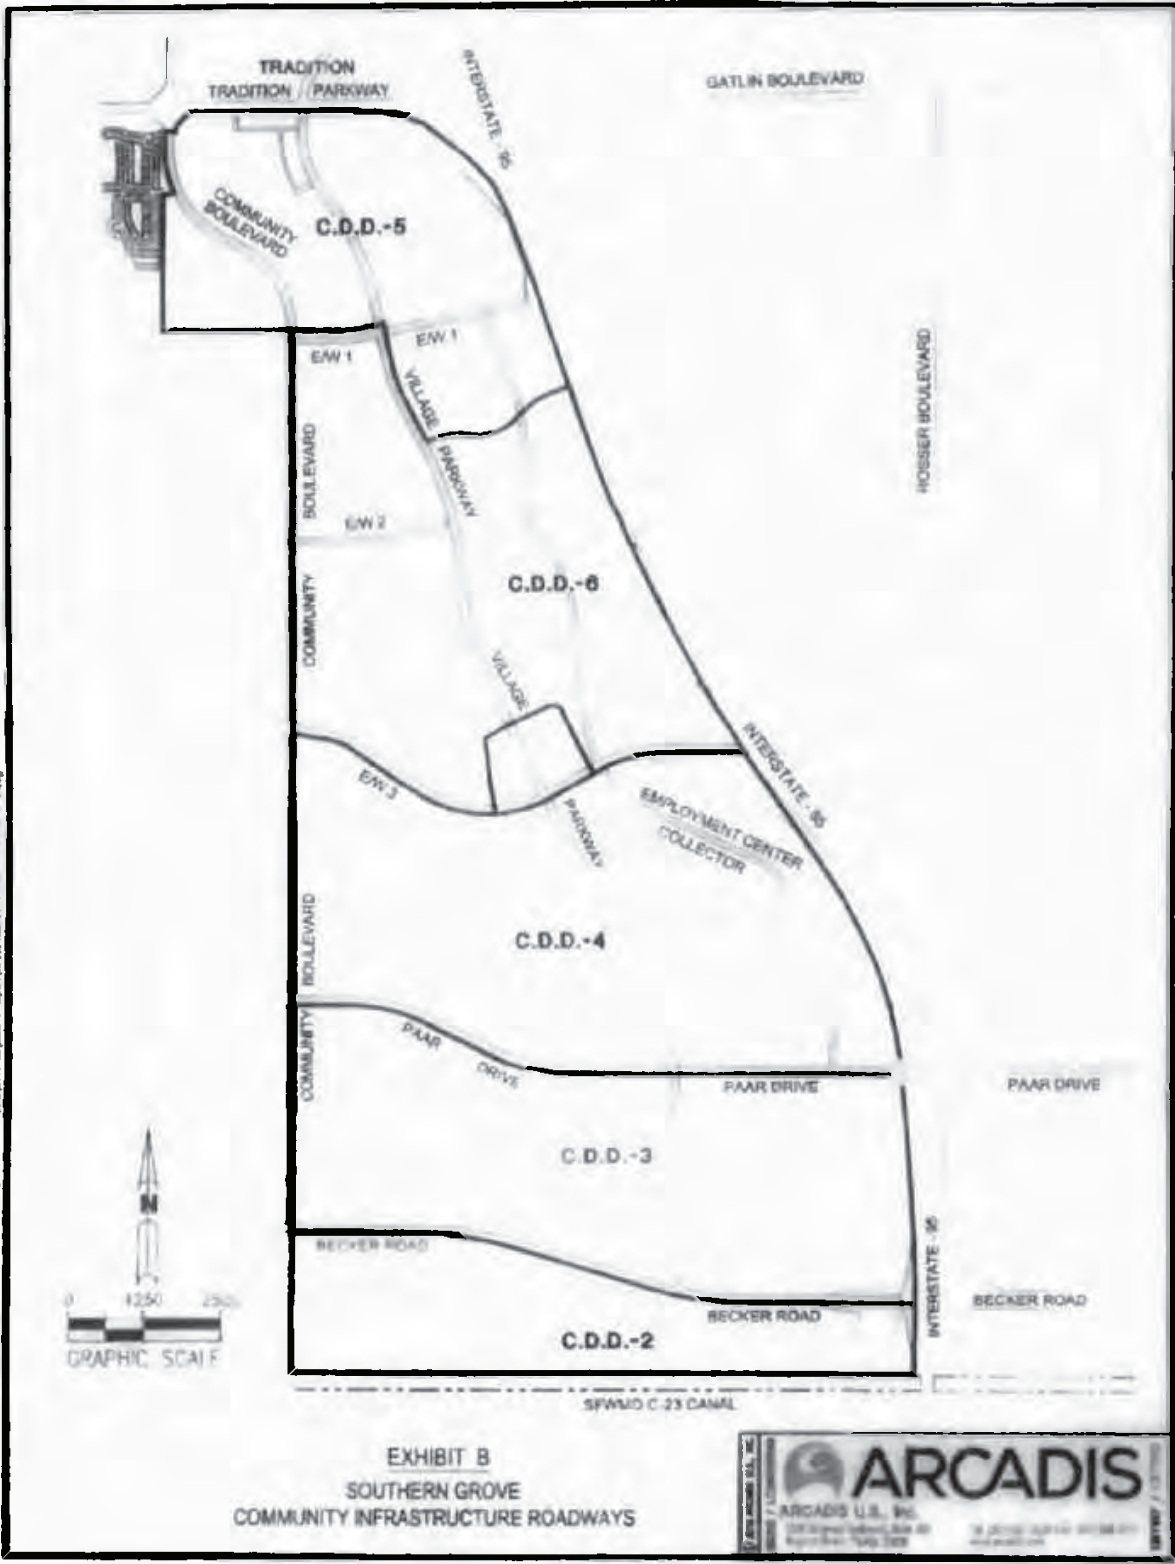 TRADITION
TRADITION PARKWAY
INTERSTATE - 95
GATLIN BOULEVARD
COMMUNITY
BOULEVARD
C.D.D.-5
E/W 1
E/W 1
VILLAGE
PARKWAY
ROSSER BOULEVARD
BOULEVARD
E/W 2
COMMUNITY
C.D.D.-6
VILLAGE
INTERSTATE - 95
E/W 3
PARKWAY
EMPLOYMENT CENTER
COLLECTOR
BOULEVARD
C.D.D.-4
COMMUNITY
PAAR
DRIVE
PAAR DRIVE
PAAR DRIVE
C.D.D.-3
N
BECKER ROAD
INTERSTATE - 95
0 1250 2500
GRAPHIC SCALE
BECKER ROAD
BECKER ROAD
C.D.D.-2
SFWMD C-23 CANAL
EXHIBIT B
SOUTHERN GROVE
COMMUNITY INFRASTRUCTURE ROADWAYS
ARCADIS
ARCADIS U.S., Inc.